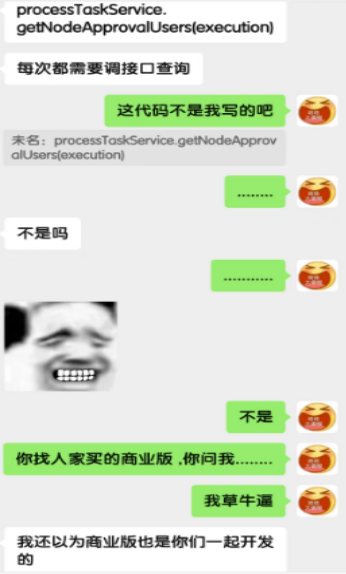 processTaskService.
getNodeApprovalUsers(execution)
每次都需要调接口查询
这代码不是我写的吧
未名：processTaskService.getNodeApprov
alUsers(execution)
........
不是吗
...........
不是
你找人家买的商业版 ,你问我........
我草牛逼
我还以为商业版也是你们一起开发
的